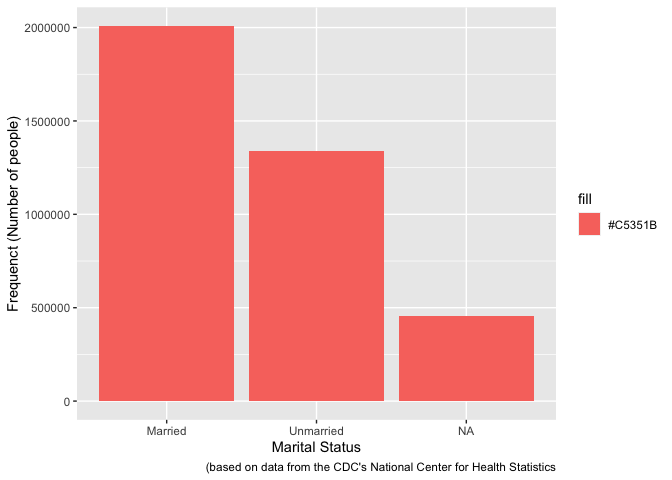 2000000
1500000
1000000
500000
0
Frequenct (Number of people)
Married
Unmarried
NA
Marital Status
(based on data from the CDC's National Center for Health Statistics
fill
#C5351B